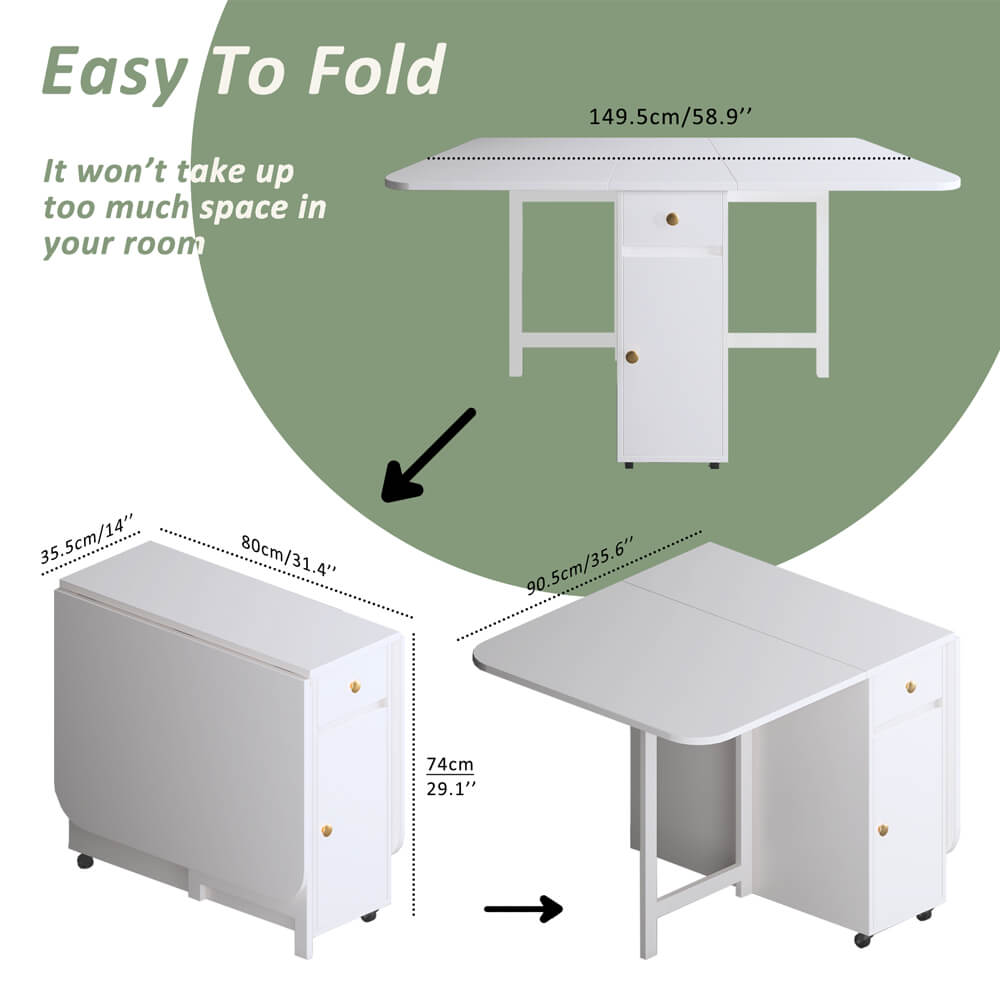 Easy To Fold
It won’t take up
too much space in
your room
149.5cm/58.9’’
35.5cm/14’’
80cm/31.4’’
74cm
29.1’’
90.5cm/35.6’’